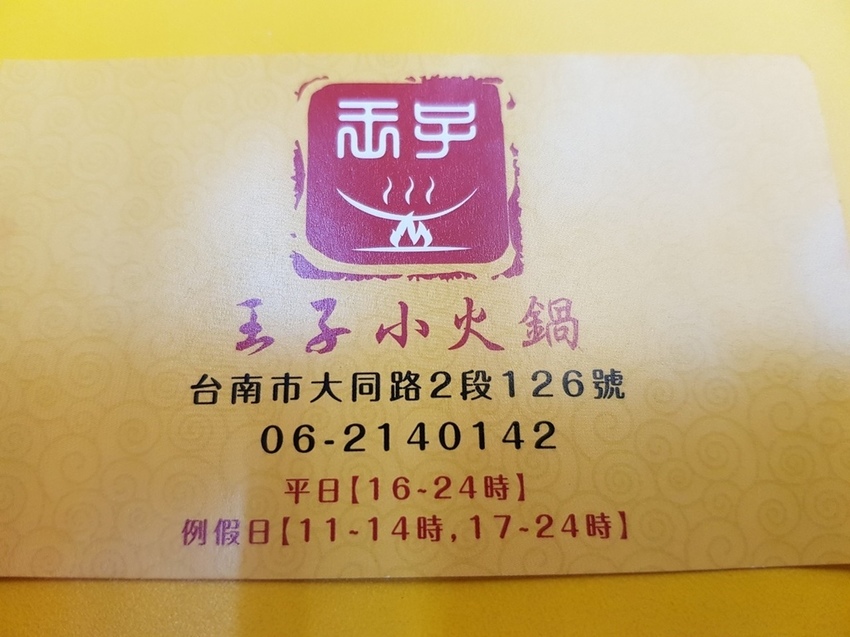 王子
王子小火鍋
台南市大同路2段126號
06-2140142
平日【16~24時】
例假日【11~14時,17~24時】